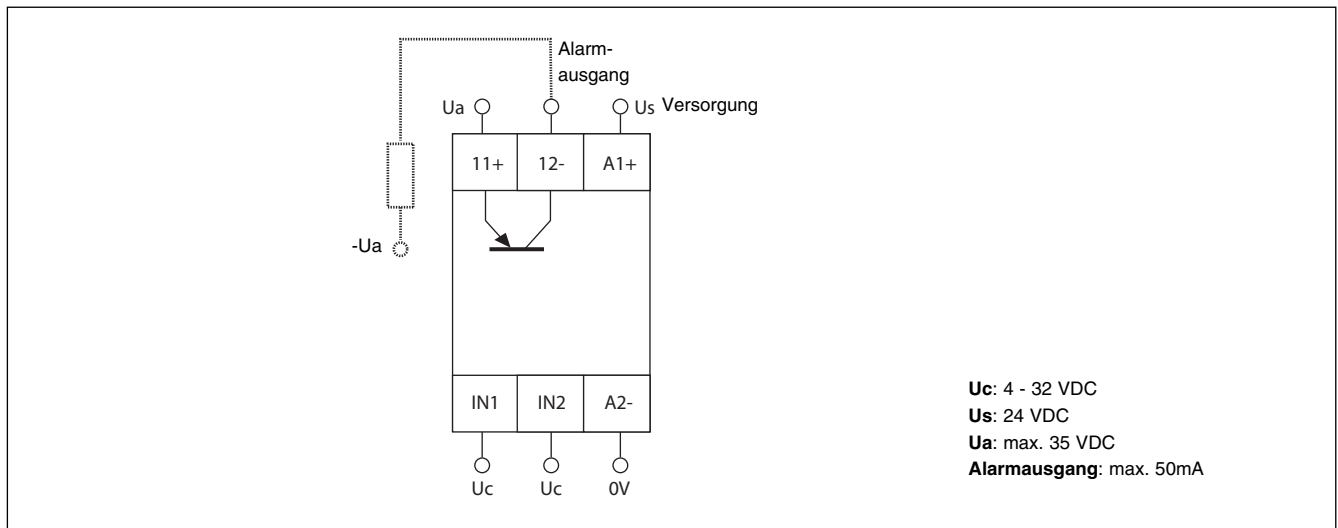 Alarm-
ausgang
Ua
Us Versorgung
11+ 12- A1+
-Ua
IN1 IN2 A2-
Uc Uc 0V
Uc: 4 - 32 VDC
Us: 24 VDC
Ua: max. 35 VDC
Alarmausgang: max. 50mA